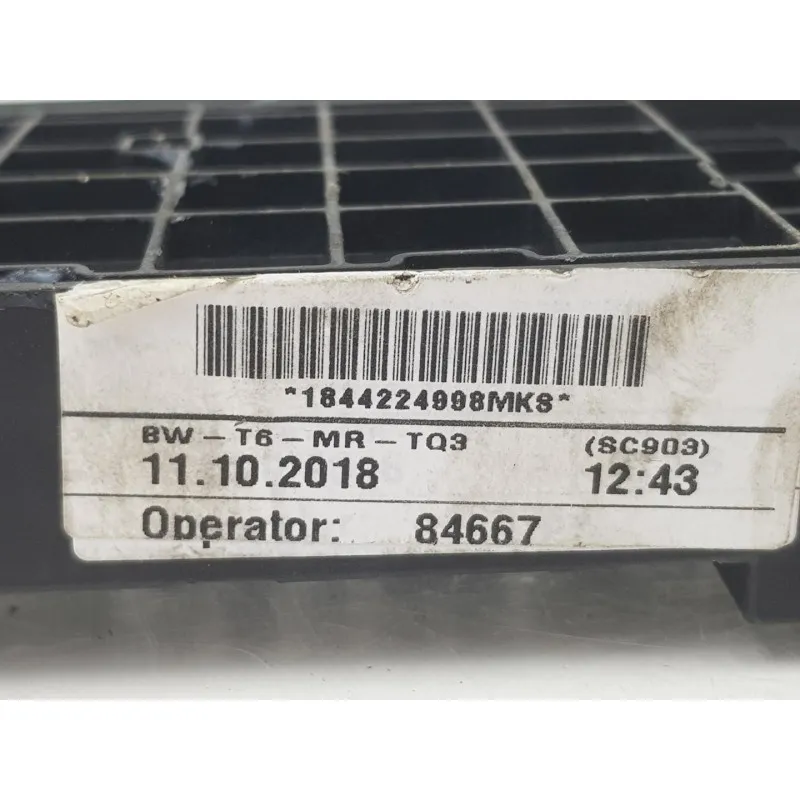 *1844224998MKS*
BW-T6-MR-TQ3 (SC903)
11.10.2018 12:43
Operator: 84667